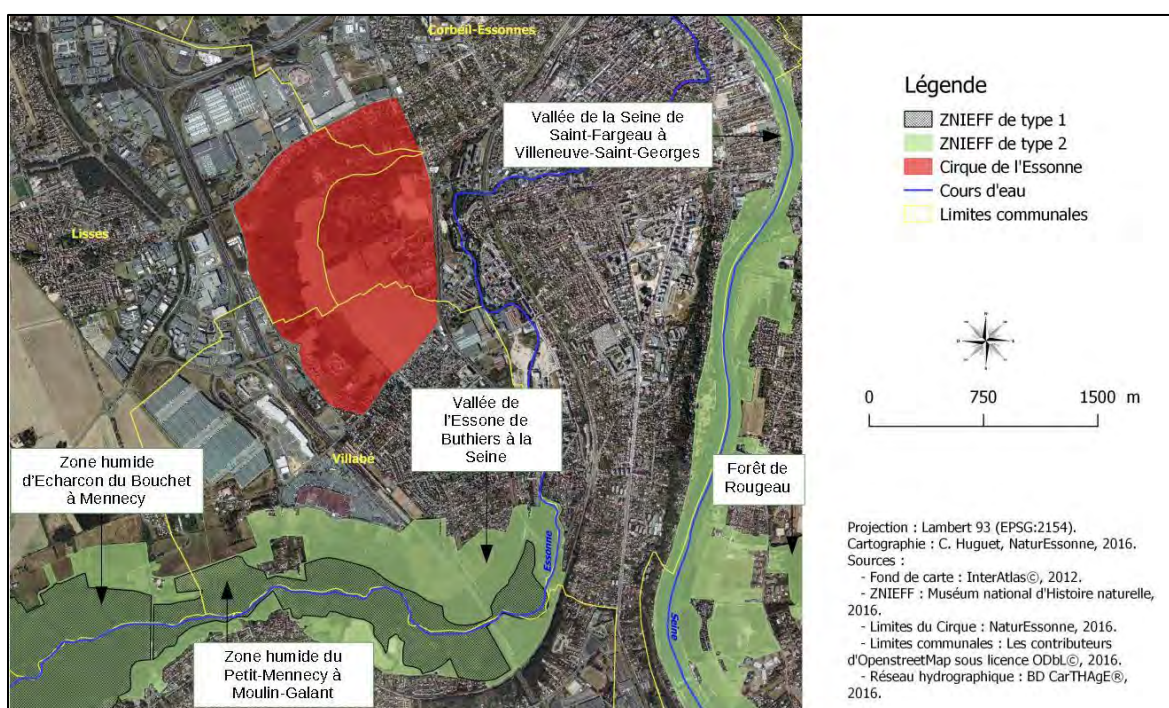 Corbeil-Essonnes
Vallée de la Seine de
Saint-Fargeau à
Villeneuve-Saint-Georges
Lisses
Vallée de
l'Essone de
Buthiers à la
Seine
Zone humide
d'Echarcon du Bouchet
à Mennecy
Villabé
Forêt de
Rougeau
Essonne
Seine
Zone humide du
Petit-Mennecy à
Moulin-Galant
Légende
ZNIEFF de type 1
ZNIEFF de type 2
Cirque de l'Essonne
Cours d'eau
Limites communales
0 750 1500 m
Projection : Lambert 93 (EPSG:2154).
Cartographie : C. Huguet, NaturEssonne, 2016.
Sources :
- Fond de carte : InterAtlas©, 2012.
- ZNIEFF : Muséum national d'Histoire naturelle,
2016.
- Limites du Cirque : NaturEssonne, 2016.
- Limites communales : Les contributeurs
d'OpenstreetMap sous licence ODbL©, 2016.
- Réseau hydrographique : BD CarTHAgE®,
2016.